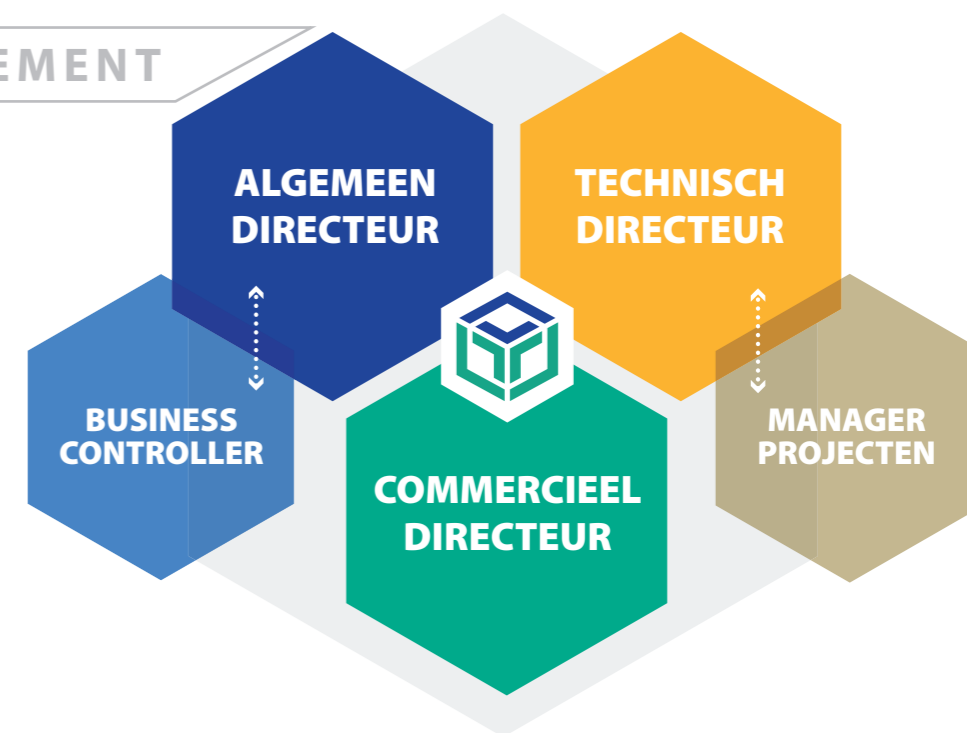 EMENT
ALGEMEEN
DIRECTEUR
TECHNISCH
DIRECTEUR
BUSINESS
CONTROLLER
MANAGER
PROJECTEN
COMMERCIEEL
DIRECTEUR